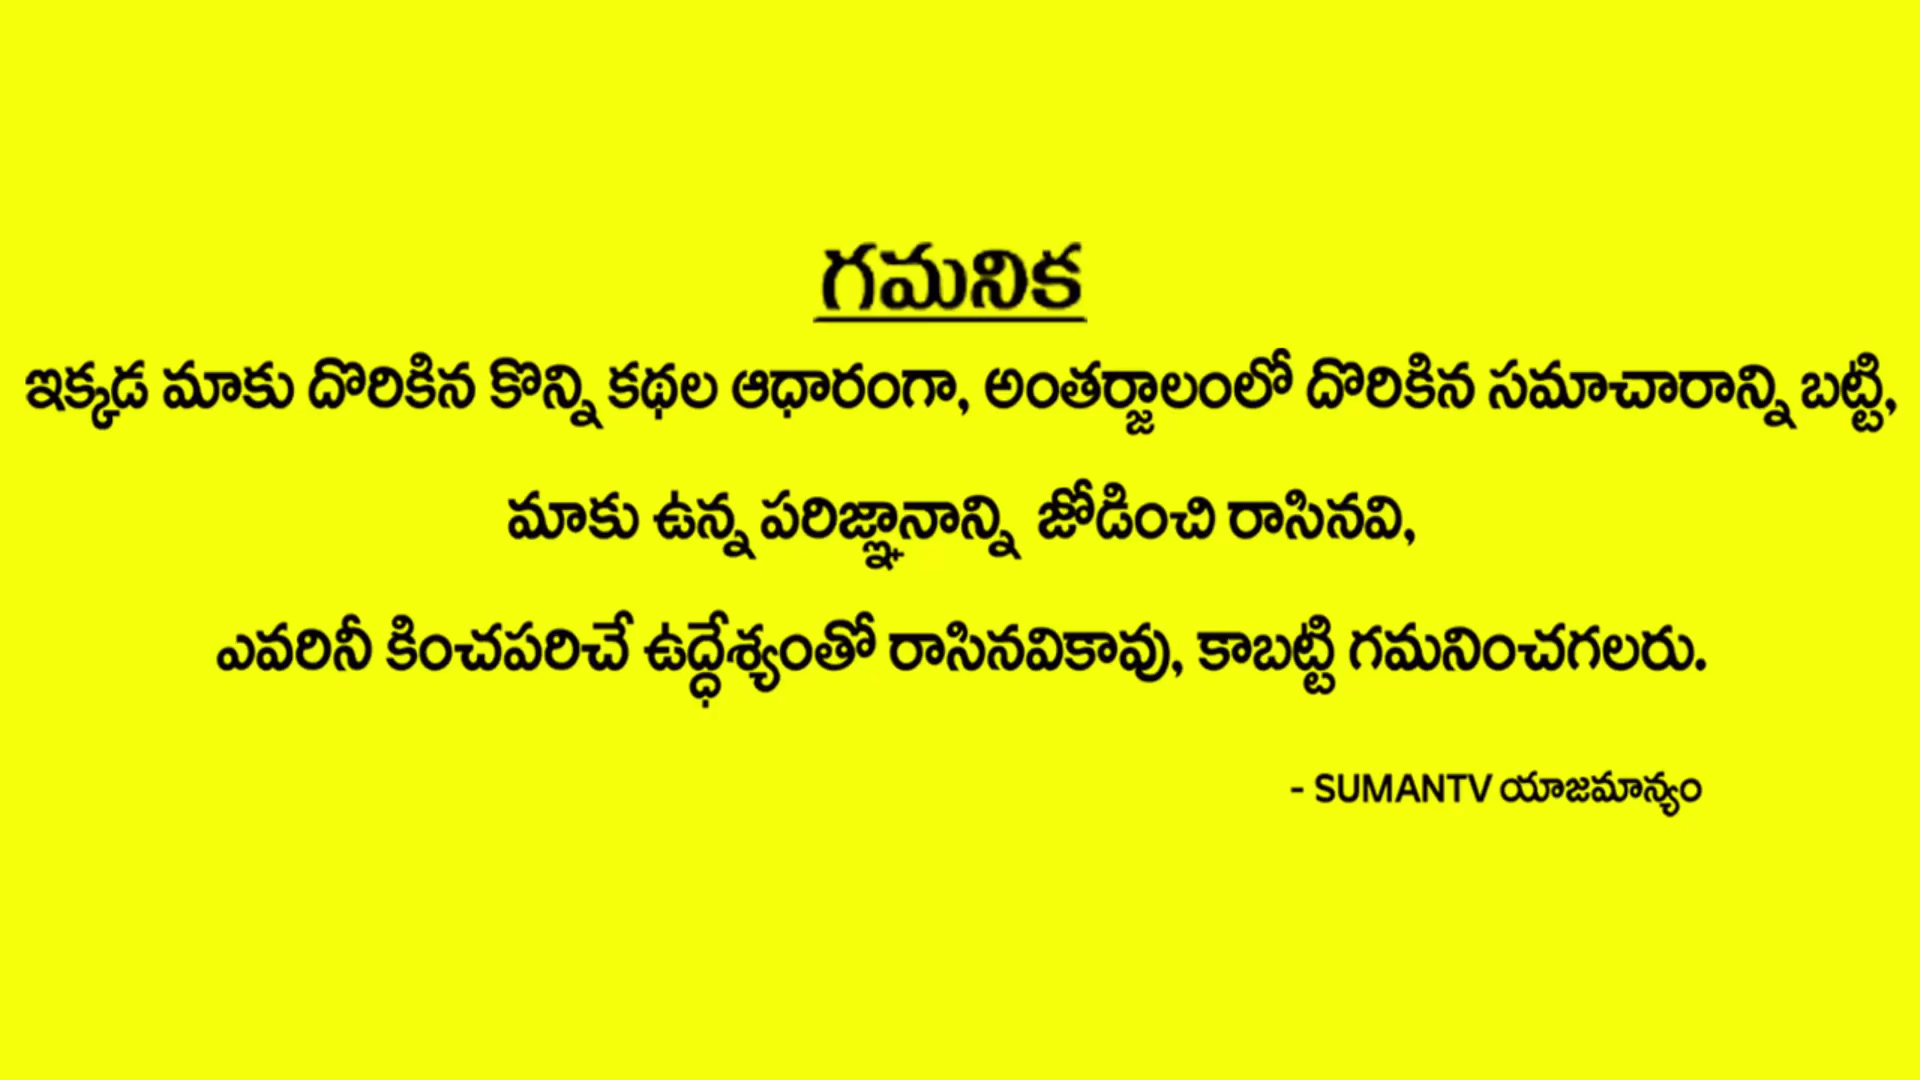 గమనిక
ఇక్కడ మాకు దొరికిన కొన్ని కథల ఆధారంగా, అంతర్జాలంలో దొరికిన సమాచారాన్ని బట్టి,
మాకు ఉన్న పరిజ్ఞానాన్ని జోడించి రాసినవి,
ఎవరినీ కించపరిచే ఉద్ధేశ్యంతో రాసినవికావు, కాబట్టి గమనించగలరు.
- SUMANTV యాజమాన్యం